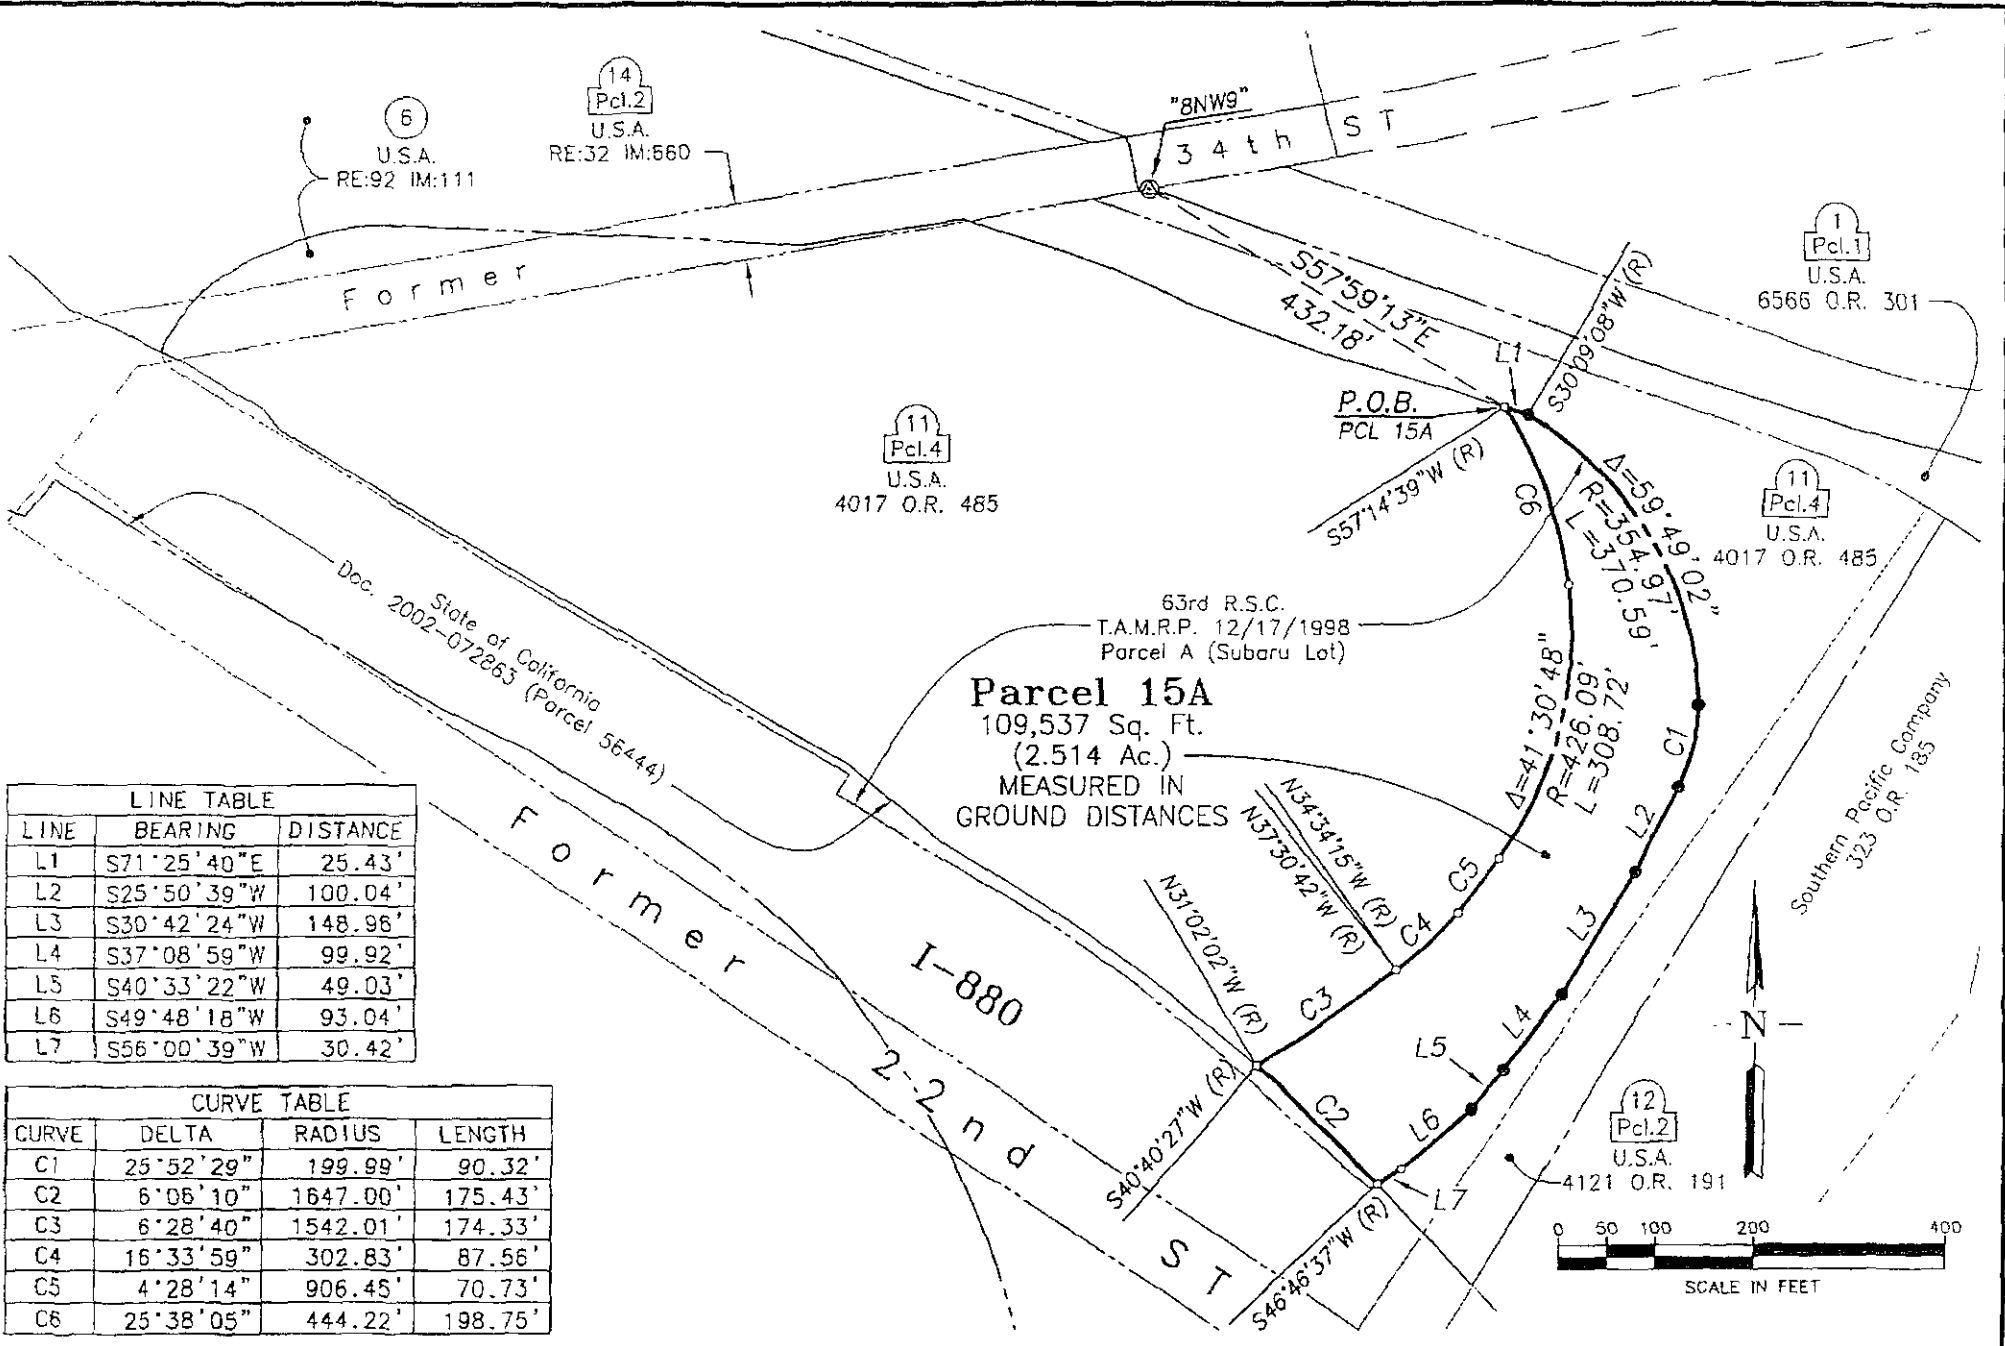 6
U.S.A.
RE:92 IM:111
14
Pcl.2
U.S.A.
RE:32 IM:660
"8NW9"
34th ST
1
Pcl.1
U.S.A.
6566 O.R. 301
Former
S57°59'13"E
432.18'
L1
S30°09'08"W (R)
P.O.B.
PCL 15A
S57°14'39"W (R)
11
Pcl.4
U.S.A.
4017 O.R. 485
11
Pcl.4
U.S.A.
4017 O.R. 485
C6
Δ=59°49'02"
R=354.97'
L=370.59'
State of California
Doc. 2002-072863 (Parcel 56444)
63rd R.S.C.
T.A.M.R.P. 12/17/1998
Parcel A (Subaru Lot)
Parcel 15A
109,537 Sq. Ft.
(2.514 Ac.)
MEASURED IN
GROUND DISTANCES
Δ=41°30'48"
R=426.09'
L=308.72'
C1
L2
Southern Pacific Company
323 O.R. 185
N34°34'15"W (R)
N37°30'42"W (R)
N31°02'02"W (R)
C5
C4
C3
L3
L4
L5
L6
L7
C2
I-880
Former
22nd
ST
S40°40'27"W (R)
S46°46'37"W (R)
N
12
Pcl.2
U.S.A.
4121 O.R. 191
0 50 100 200 400
SCALE IN FEET
LINE TABLE
LINE BEARING DISTANCE
L1 S71°25'40"E 25.43'
L2 S25°50'39"W 100.04'
L3 S30°42'24"W 148.96'
L4 S37°08'59"W 99.92'
L5 S40°33'22"W 49.03'
L6 S49°48'18"W 93.04'
L7 S56°00'39"W 30.42'
CURVE TABLE
CURVE DELTA RADIUS LENGTH
C1 25°52'29" 199.99' 90.32'
C2 6°06'10" 1647.00' 175.43'
C3 6°28'40" 1542.01' 174.33'
C4 16°33'59" 302.83' 87.56'
C5 4°28'14" 906.45' 70.73'
C6 25°38'05" 444.22' 198.75'